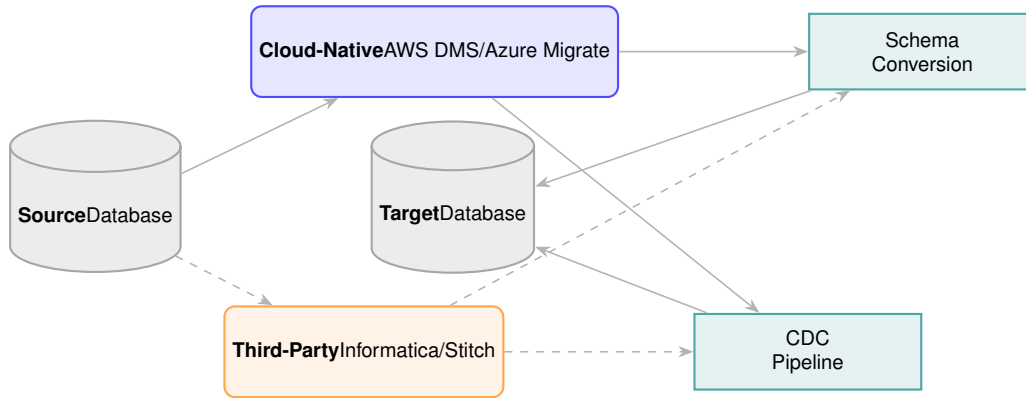 Cloud-NativeAWS DMS/Azure Migrate
Schema
Conversion
SourceDatabase
TargetDatabase
Third-PartyInformatica/Stitch
CDC
Pipeline